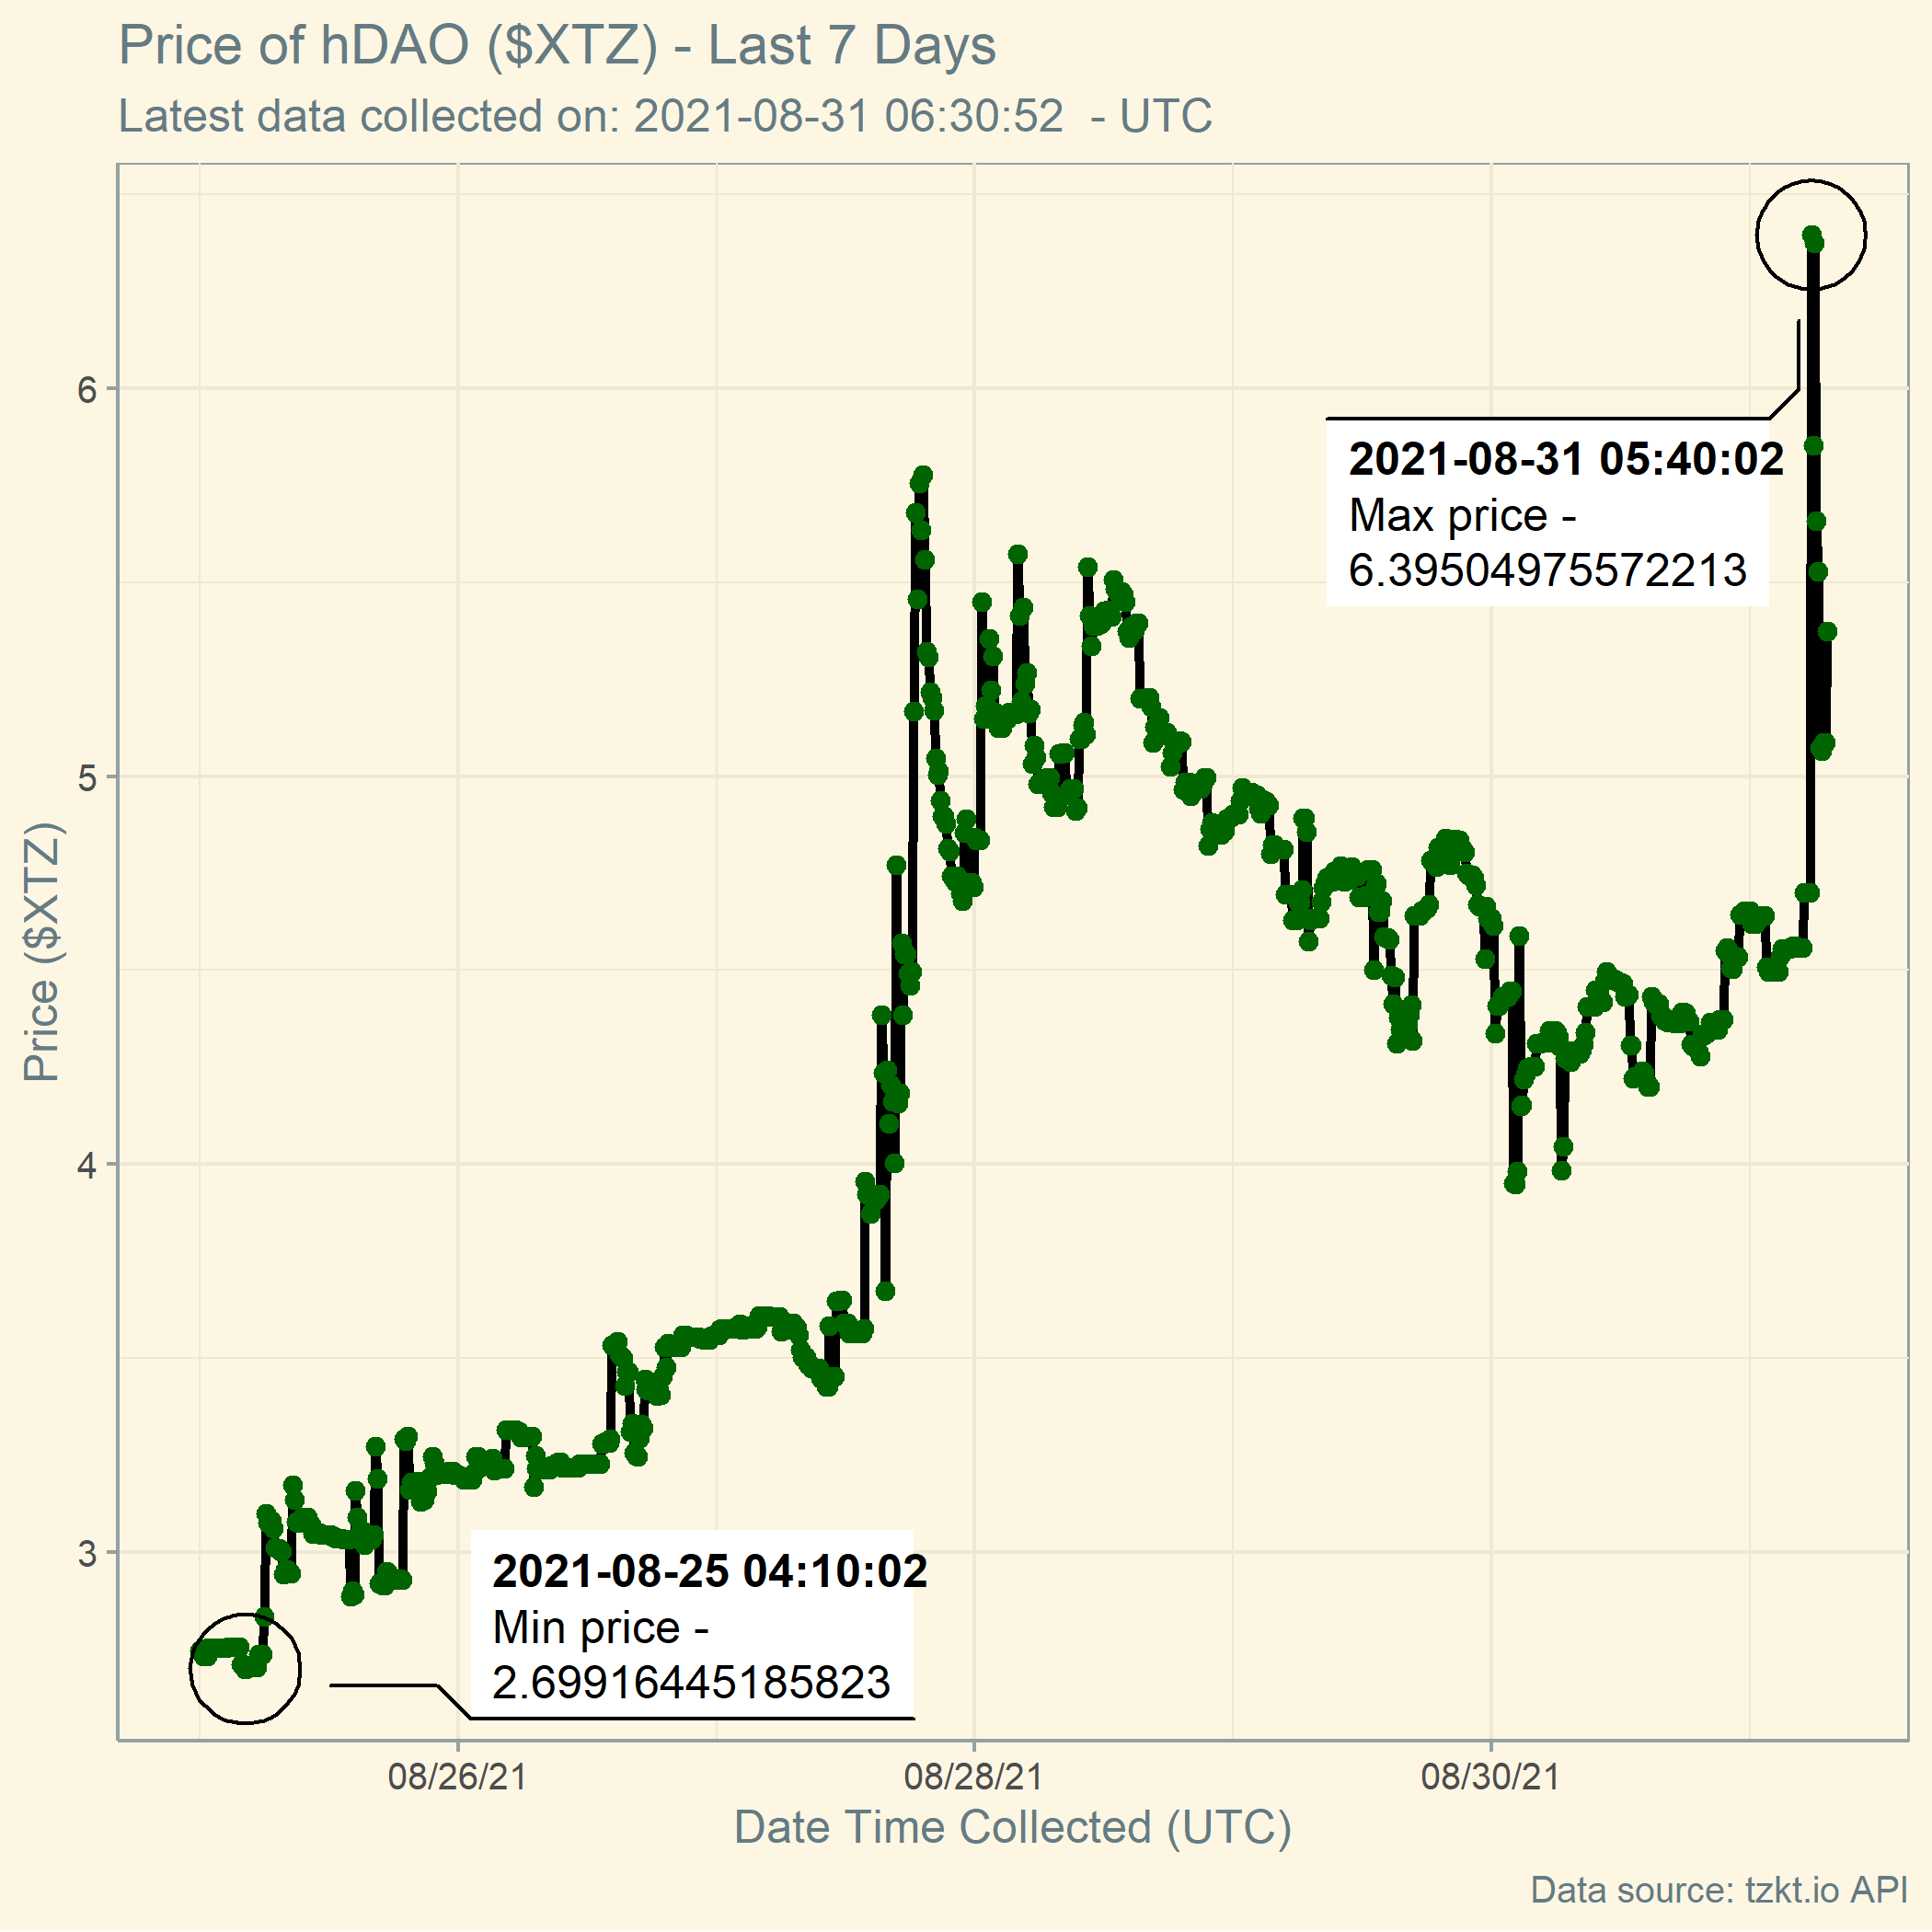 Price of hDAO ($XTZ) - Last 7 Days
Latest data collected on: 2021-08-31 06:30:52  - UTC
Price ($XTZ)
6
5
4
3
2021-08-31 05:40:02
Max price -
6.39504975572213
2021-08-25 04:10:02
Min price -
2.69916445185823
08/26/21
08/28/21
08/30/21
Date Time Collected (UTC)
Data source: tzkt.io API